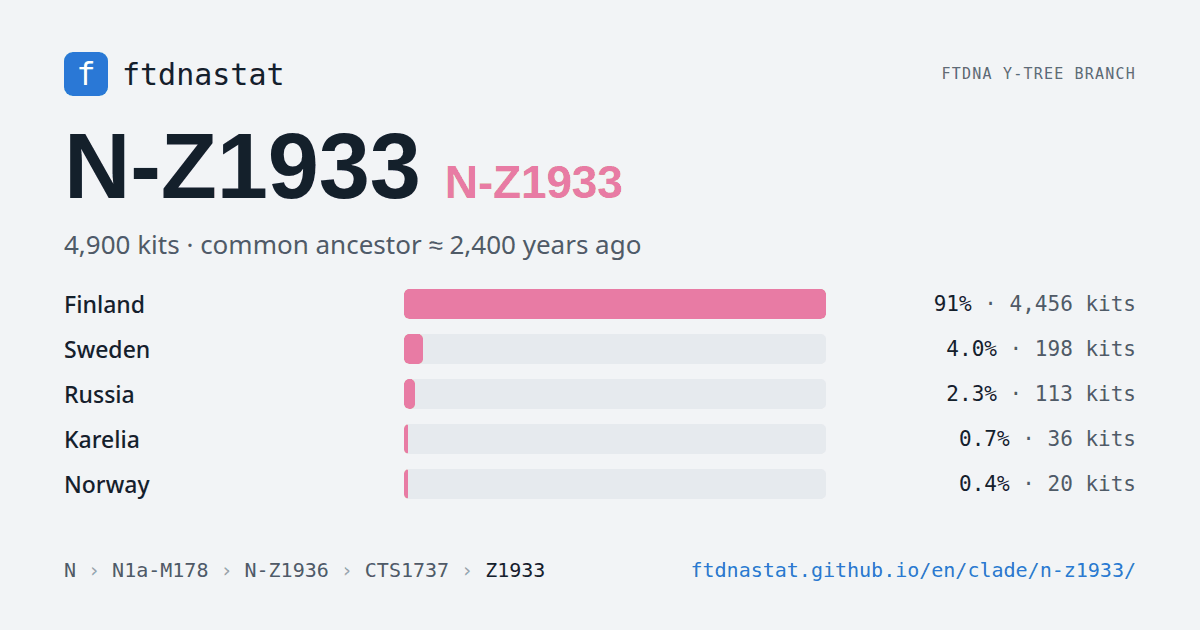 f ftdnastat
FTDNA Y-TREE BRANCH
N-Z1933 N-Z1933
4,900 kits · common ancestor ≈ 2,400 years ago
Finland 91% · 4,456 kits
Sweden 4.0% · 198 kits
Russia 2.3% · 113 kits
Karelia 0.7% · 36 kits
Norway 0.4% · 20 kits
N › N1a-M178 › N-Z1936 › CTS1737 › Z1933
ftdnastat.github.io/en/clade/n-z1933/